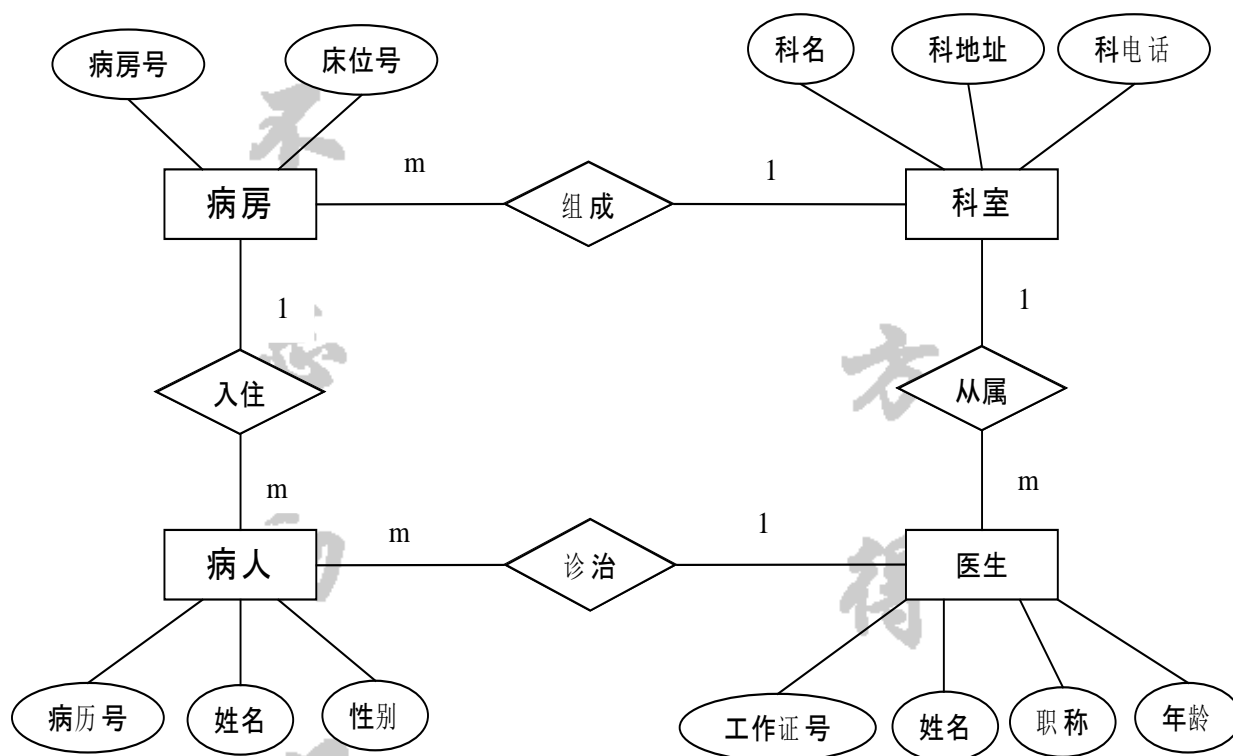 病房号
床位号
科名
科地址
科电话
病房
m
组成
1
科室
1
1
入住
从属
m
m
病人
m
诊治
1
医生
病历号
姓名
性别
工作证号
姓名
职称
年龄
方
得